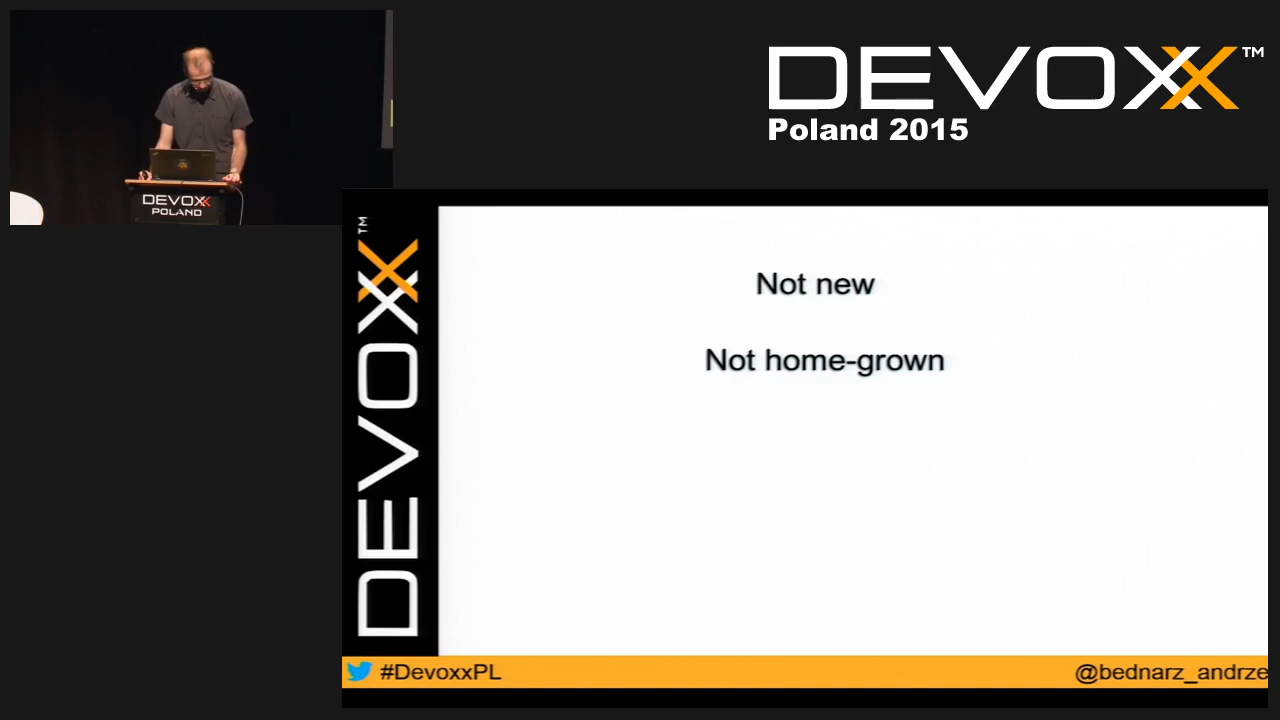 DEVOXX™
Poland 2015
DEVOXX
POLAND
DEVOXX™
Not new
Not home-grown
#DevoxxPL
@bednarz_andrze